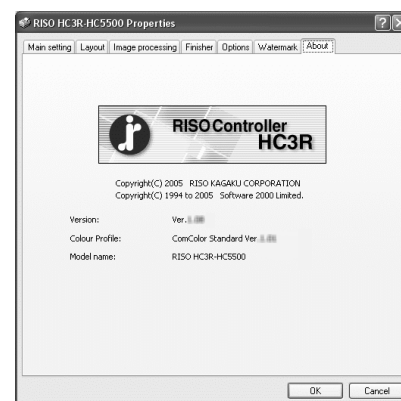 RISO HC3R-HC5500 Properties
Main setting Layout Image processing Finisher Options Watermark About
RISO Controller
HC3R
Copyright(C) 2005 RISO KAGAKU CORPORATION
Copyright(C) 1994 to 2005 Software 2000 Limited.
Version: Ver.
Colour Profile: ComColor Standard Ver.
Model name: RISO HC3R-HC5500
OK Cancel